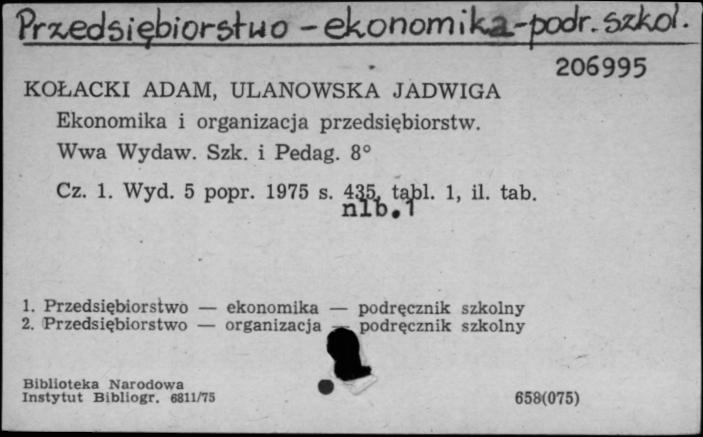 Przedsiębiorstwo - ekonomika - podr. szkol.
206995
KOŁACKI ADAM, ULANOWSKA JADWIGA
Ekonomika i organizacja przedsiębiorstw.
Wwa Wydaw. Szk. i Pedag. 8°
Cz. 1. Wyd. 5 popr. 1975 s. 435, tabl. 1, il. tab.
nlb. 1
1. Przedsiębiorstwo — ekonomika — podręcznik szkolny
2. Przedsiębiorstwo — organizacja — podręcznik szkolny
Biblioteka Narodowa
Instytut Bibliogr. 6811/75
658(075)